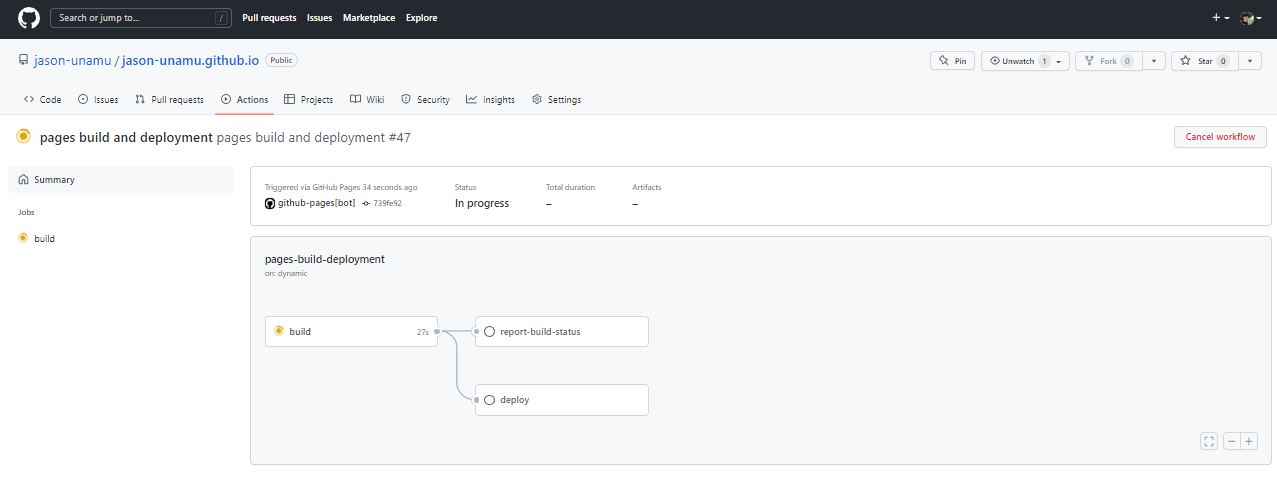 Search or jump to... /
Pull requests Issues Marketplace Explore
jason-unamu / jason-unamu.github.io Public
Pin Unwatch 1 Fork 0 Star 0
Code Issues Pull requests Actions Projects Wiki Security Insights Settings
pages build and deployment pages build and deployment #47
Cancel workflow
Summary
Jobs
build
Triggered via GitHub Pages 34 seconds ago
github-pages[bot] 739fe92
Status
In progress
Total duration
–
Artifacts
–
pages-build-deployment
on: dynamic
build 27s
report-build-status
deploy